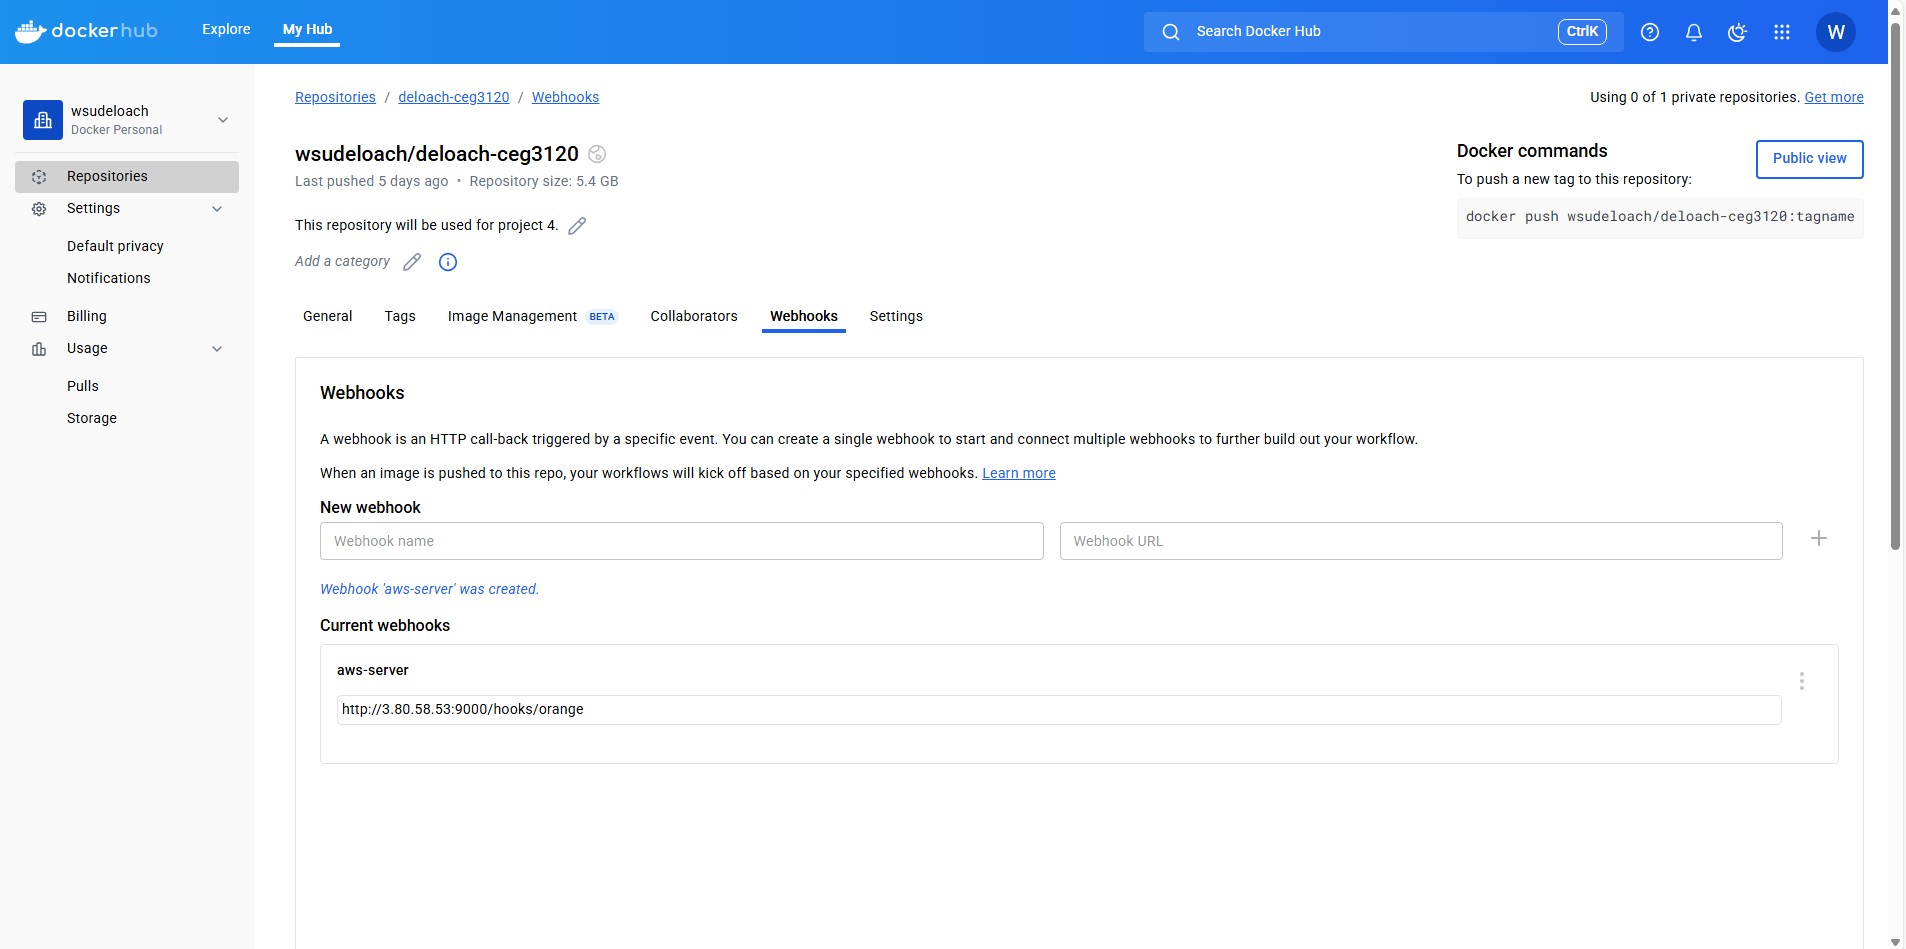 dockerhub
Explore
My Hub
Search Docker Hub
CtrlK
W
wsudeloach
Docker Personal
Repositories
Settings
Default privacy
Notifications
Billing
Usage
Pulls
Storage
Repositories / deloach-ceg3120 / Webhooks
Using 0 of 1 private repositories. Get more
wsudeloach/deloach-ceg3120
Last pushed 5 days ago • Repository size: 5.4 GB
This repository will be used for project 4.
Add a category
Docker commands
Public view
To push a new tag to this repository:
docker push wsudeloach/deloach-ceg3120:tagname
General
Tags
Image Management BETA
Collaborators
Webhooks
Settings
Webhooks
A webhook is an HTTP call-back triggered by a specific event. You can create a single webhook to start and connect multiple webhooks to further build out your workflow.
When an image is pushed to this repo, your workflows will kick off based on your specified webhooks. Learn more
New webhook
Webhook name
Webhook URL
Webhook 'aws-server' was created.
Current webhooks
aws-server
http://3.80.58.53:9000/hooks/orange